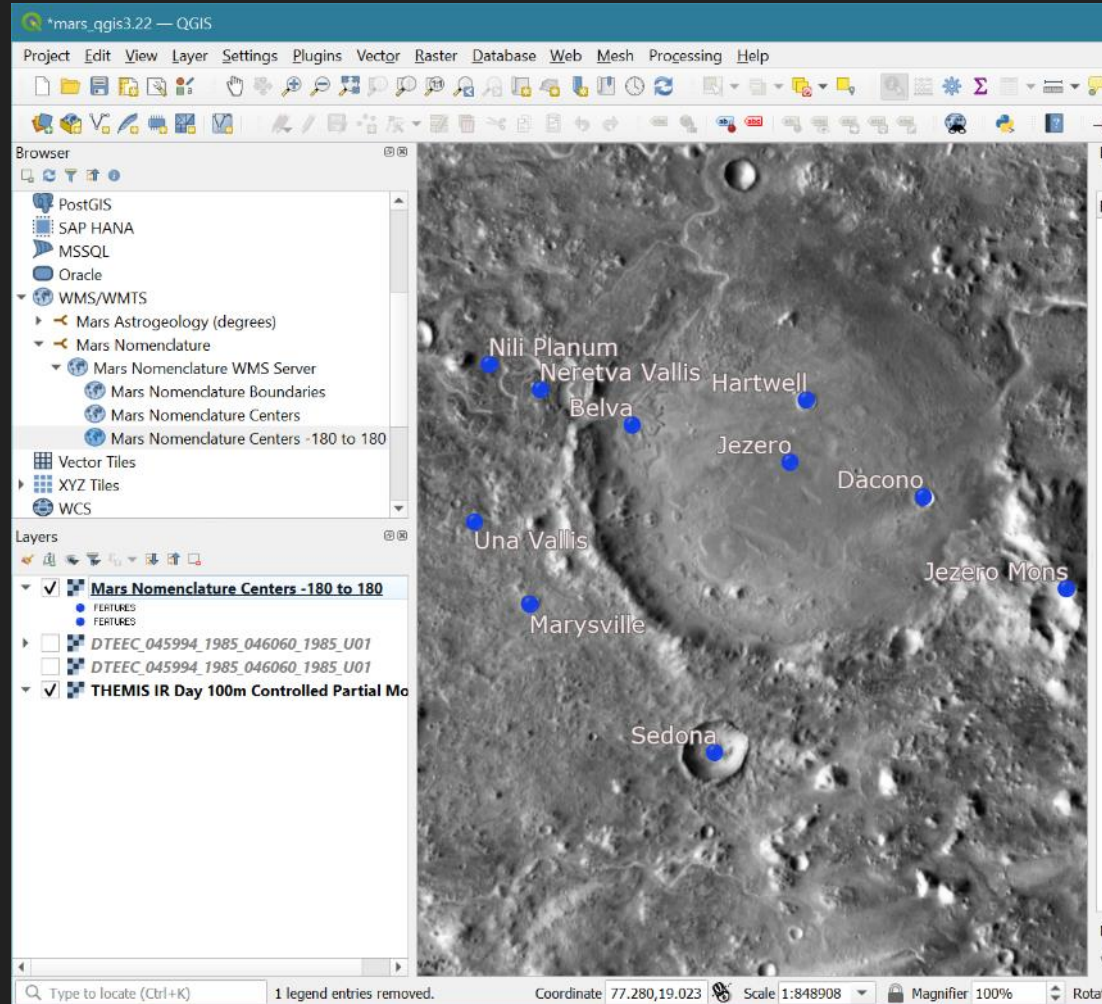 *mars_qgis3.22 — QGIS
Project Edit View Layer Settings Plugins Vector Raster Database Web Mesh Processing Help
Browser
PostGIS
SAP HANA
MSSQL
Oracle
WMS/WMTS
Mars Astrogeology (degrees)
Mars Nomenclature
Mars Nomenclature WMS Server
Mars Nomenclature Boundaries
Mars Nomenclature Centers
Mars Nomenclature Centers -180 to 180
Vector Tiles
XYZ Tiles
WCS
Layers
Mars Nomenclature Centers -180 to 180
FEATURES
FEATURES
DTEEC_045994_1985_046060_1985_U01
DTEEC_045994_1985_046060_1985_U01
THEMIS IR Day 100m Controlled Partial Mo
Nili Planum
Neretva Vallis
Hartwell
Belva
Jezero
Dacono
Una Vallis
Jezero Mons
Marysville
Sedona
Type to locate (Ctrl+K) 1 legend entries removed. Coordinate 77.280,19.023 Scale 1:848908 Magnifier 100% Rota